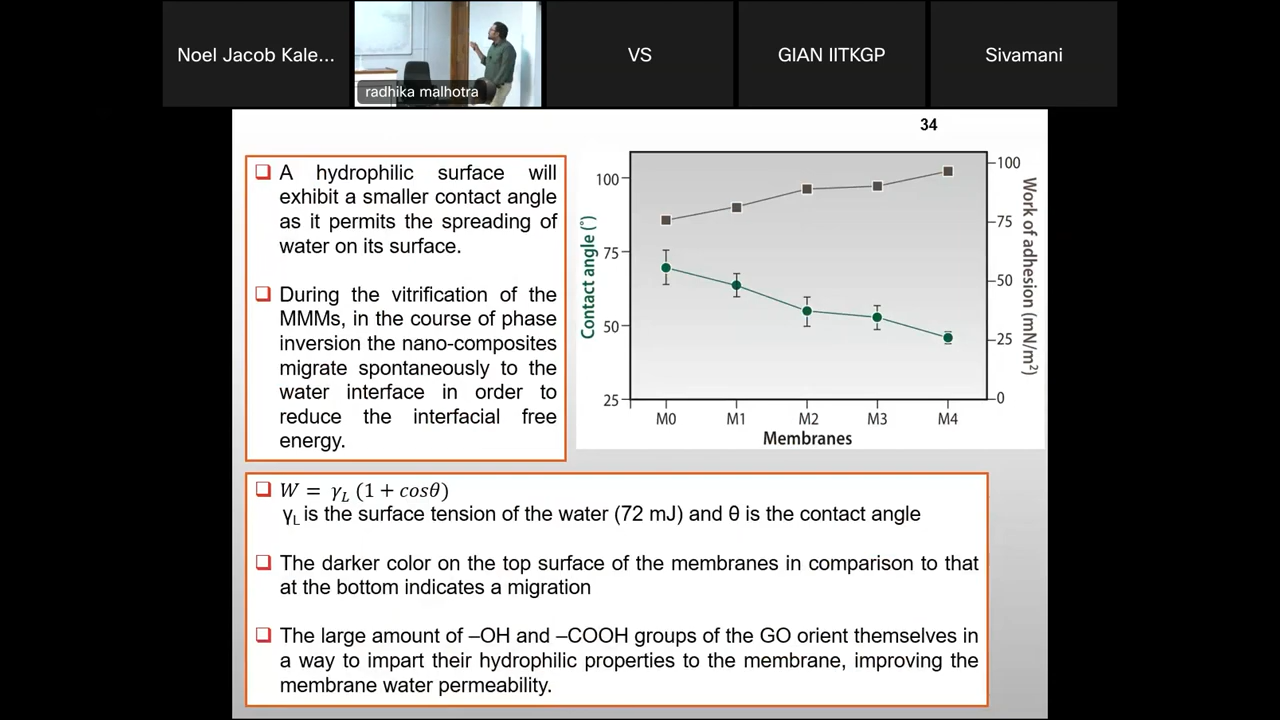 Noel Jacob Kale...
radhika malhotra
VS
GIAN IITKGP
Sivamani
34
❑ A hydrophilic surface will
exhibit a smaller contact angle
as it permits the spreading of
water on its surface.
❑ During the vitrification of the
MMMs, in the course of phase
inversion the nano-composites
migrate spontaneously to the
water interface in order to
reduce the interfacial free
energy.
Contact angle (°)
100
75
50
25
M0 M1 M2 M3 M4
Membranes
100
75
50
25
0
Work of adhesion (mN/m²)
❑ W = γL (1 + cosθ)
γL is the surface tension of the water (72 mJ) and θ is the contact angle
❑ The darker color on the top surface of the membranes in comparison to that
at the bottom indicates a migration
❑ The large amount of –OH and –COOH groups of the GO orient themselves in
a way to impart their hydrophilic properties to the membrane, improving the
membrane water permeability.